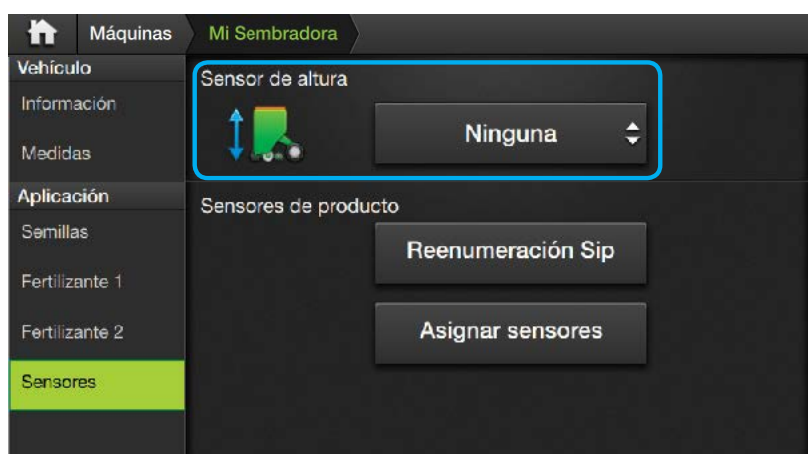 Máquinas
Mi Sembradora
Vehículo
Información
Medidas
Aplicación
Semillas
Fertilizante 1
Fertilizante 2
Sensores
Sensor de altura
Ninguna
Sensores de producto
Reenumeración Sip
Asignar sensores